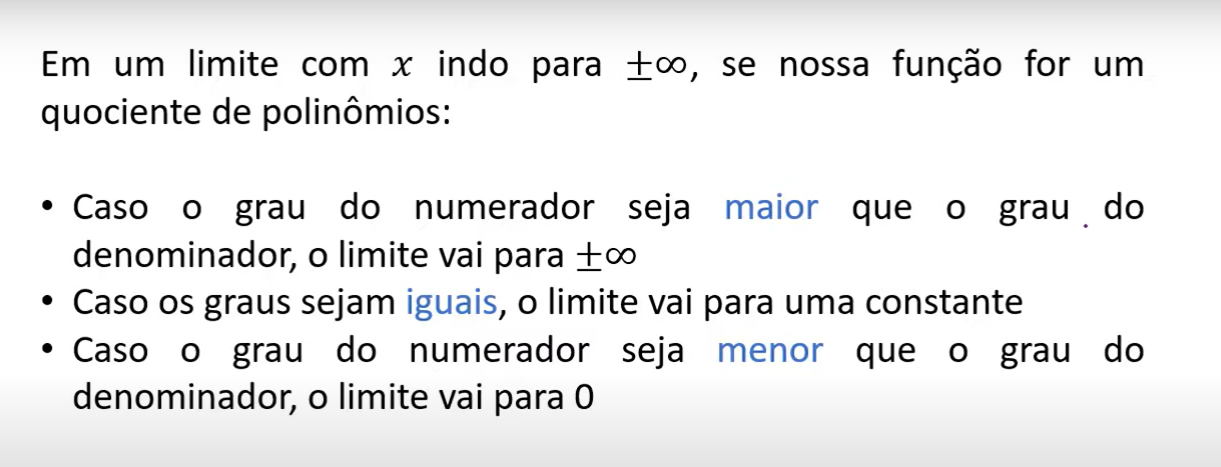 Em um limite com x indo para ±∞, se nossa função for um
quociente de polinômios:
• Caso o grau do numerador seja maior que o grau do
denominador, o limite vai para ±∞
• Caso os graus sejam iguais, o limite vai para uma constante
• Caso o grau do numerador seja menor que o grau do
denominador, o limite vai para 0